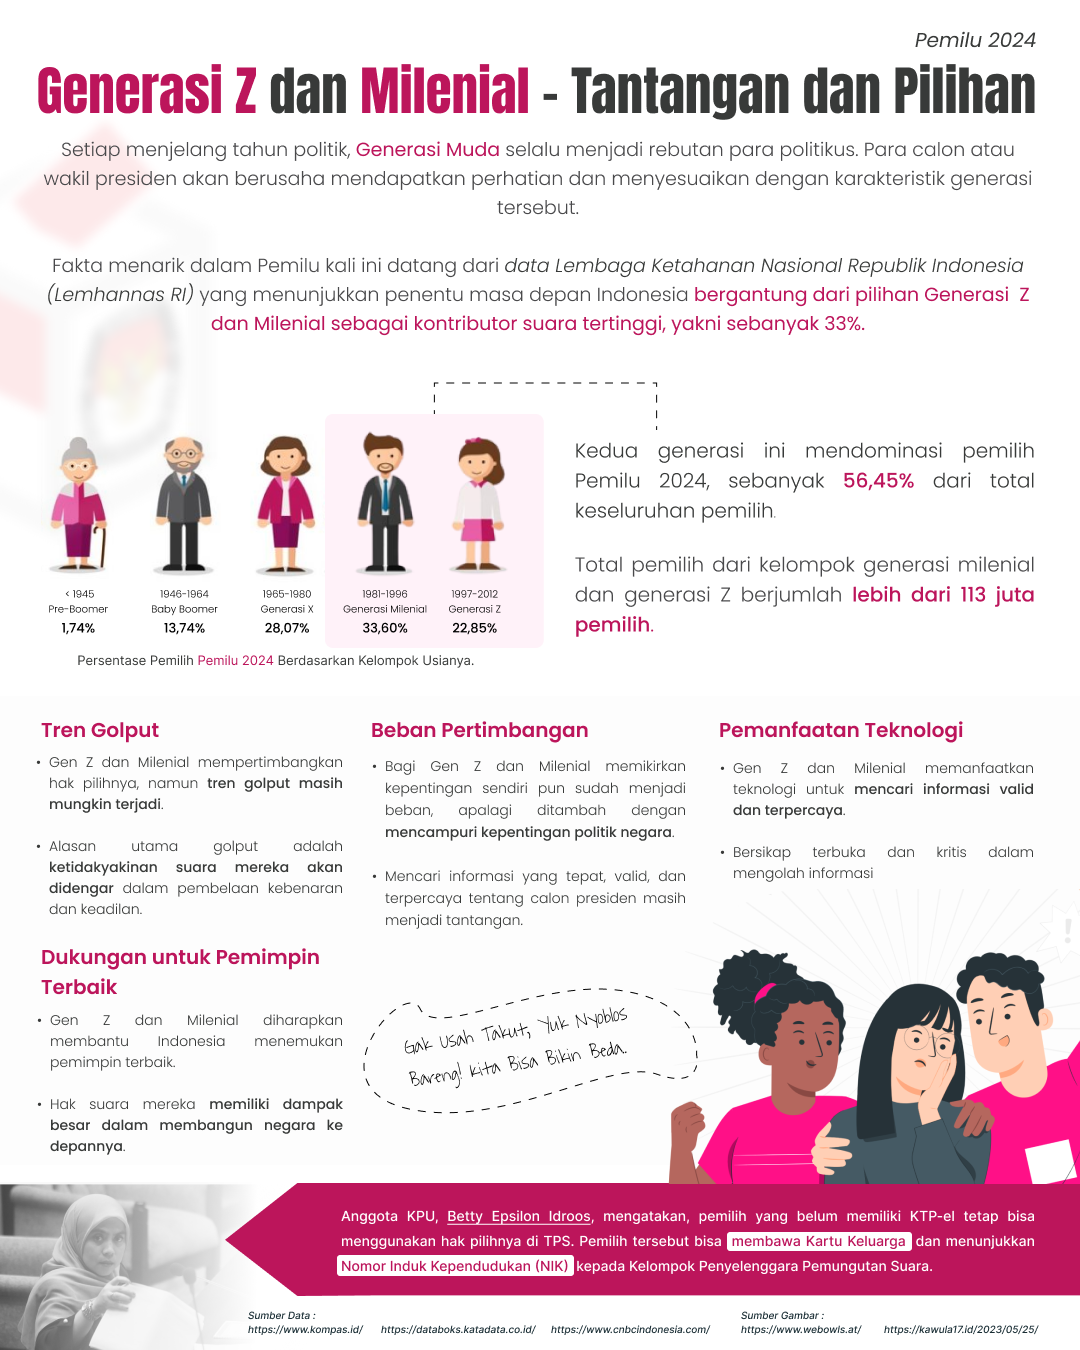 Pemilu 2024
Generasi Z dan Milenial - Tantangan dan Pilihan
Setiap menjelang tahun politik, Generasi Muda selalu menjadi rebutan para politikus. Para calon atau
wakil presiden akan berusaha mendapatkan perhatian dan menyesuaikan dengan karakteristik generasi
tersebut.
Fakta menarik dalam Pemilu kali ini datang dari data Lembaga Ketahanan Nasional Republik Indonesia
(Lemhannas RI) yang menunjukkan penentu masa depan Indonesia bergantung dari pilihan Generasi Z
dan Milenial sebagai kontributor suara tertinggi, yakni sebanyak 33%.
< 1945
Pre-Boomer
1,74%
1946-1964
Baby Boomer
13,74%
1965-1980
Generasi X
28,07%
1981-1996
Generasi Milenial
33,60%
1997-2012
Generasi Z
22,85%
Persentase Pemilih Pemilu 2024 Berdasarkan Kelompok Usianya.
Kedua generasi ini mendominasi pemilih
Pemilu 2024, sebanyak 56,45% dari total
keseluruhan pemilih.
Total pemilih dari kelompok generasi milenial
dan generasi Z berjumlah lebih dari 113 juta
pemilih.
Tren Golput
• Gen Z dan Milenial mempertimbangkan
hak pilihnya, namun tren golput masih
mungkin terjadi.
• Alasan utama golput adalah
ketidakyakinan suara mereka akan
didengar dalam pembelaan kebenaran
dan keadilan.
Dukungan untuk Pemimpin
Terbaik
• Gen Z dan Milenial diharapkan
membantu Indonesia menemukan
pemimpin terbaik.
• Hak suara mereka memiliki dampak
besar dalam membangun negara ke
depannya.
Beban Pertimbangan
• Bagi Gen Z dan Milenial memikirkan
kepentingan sendiri pun sudah menjadi
beban, apalagi ditambah dengan
mencampuri kepentingan politik negara.
• Mencari informasi yang tepat, valid, dan
terpercaya tentang calon presiden masih
menjadi tantangan.
Gak Usah Takut, Yuk Nyoblos
Bareng! Kita Bisa Bikin Beda.
Pemanfaatan Teknologi
• Gen Z dan Milenial memanfaatkan
teknologi untuk mencari informasi valid
dan terpercaya.
• Bersikap terbuka dan kritis dalam
mengolah informasi
!
Anggota KPU, Betty Epsilon Idroos, mengatakan, pemilih yang belum memiliki KTP-el tetap bisa
menggunakan hak pilihnya di TPS. Pemilih tersebut bisa membawa Kartu Keluarga dan menunjukkan
Nomor Induk Kependudukan (NIK) kepada Kelompok Penyelenggara Pemungutan Suara.
Sumber Data :
https://www.kompas.id/ https://databoks.katadata.co.id/ https://www.cnbcindonesia.com/
Sumber Gambar :
https://www.webowls.at/ https://kawula17.id/2023/05/25/